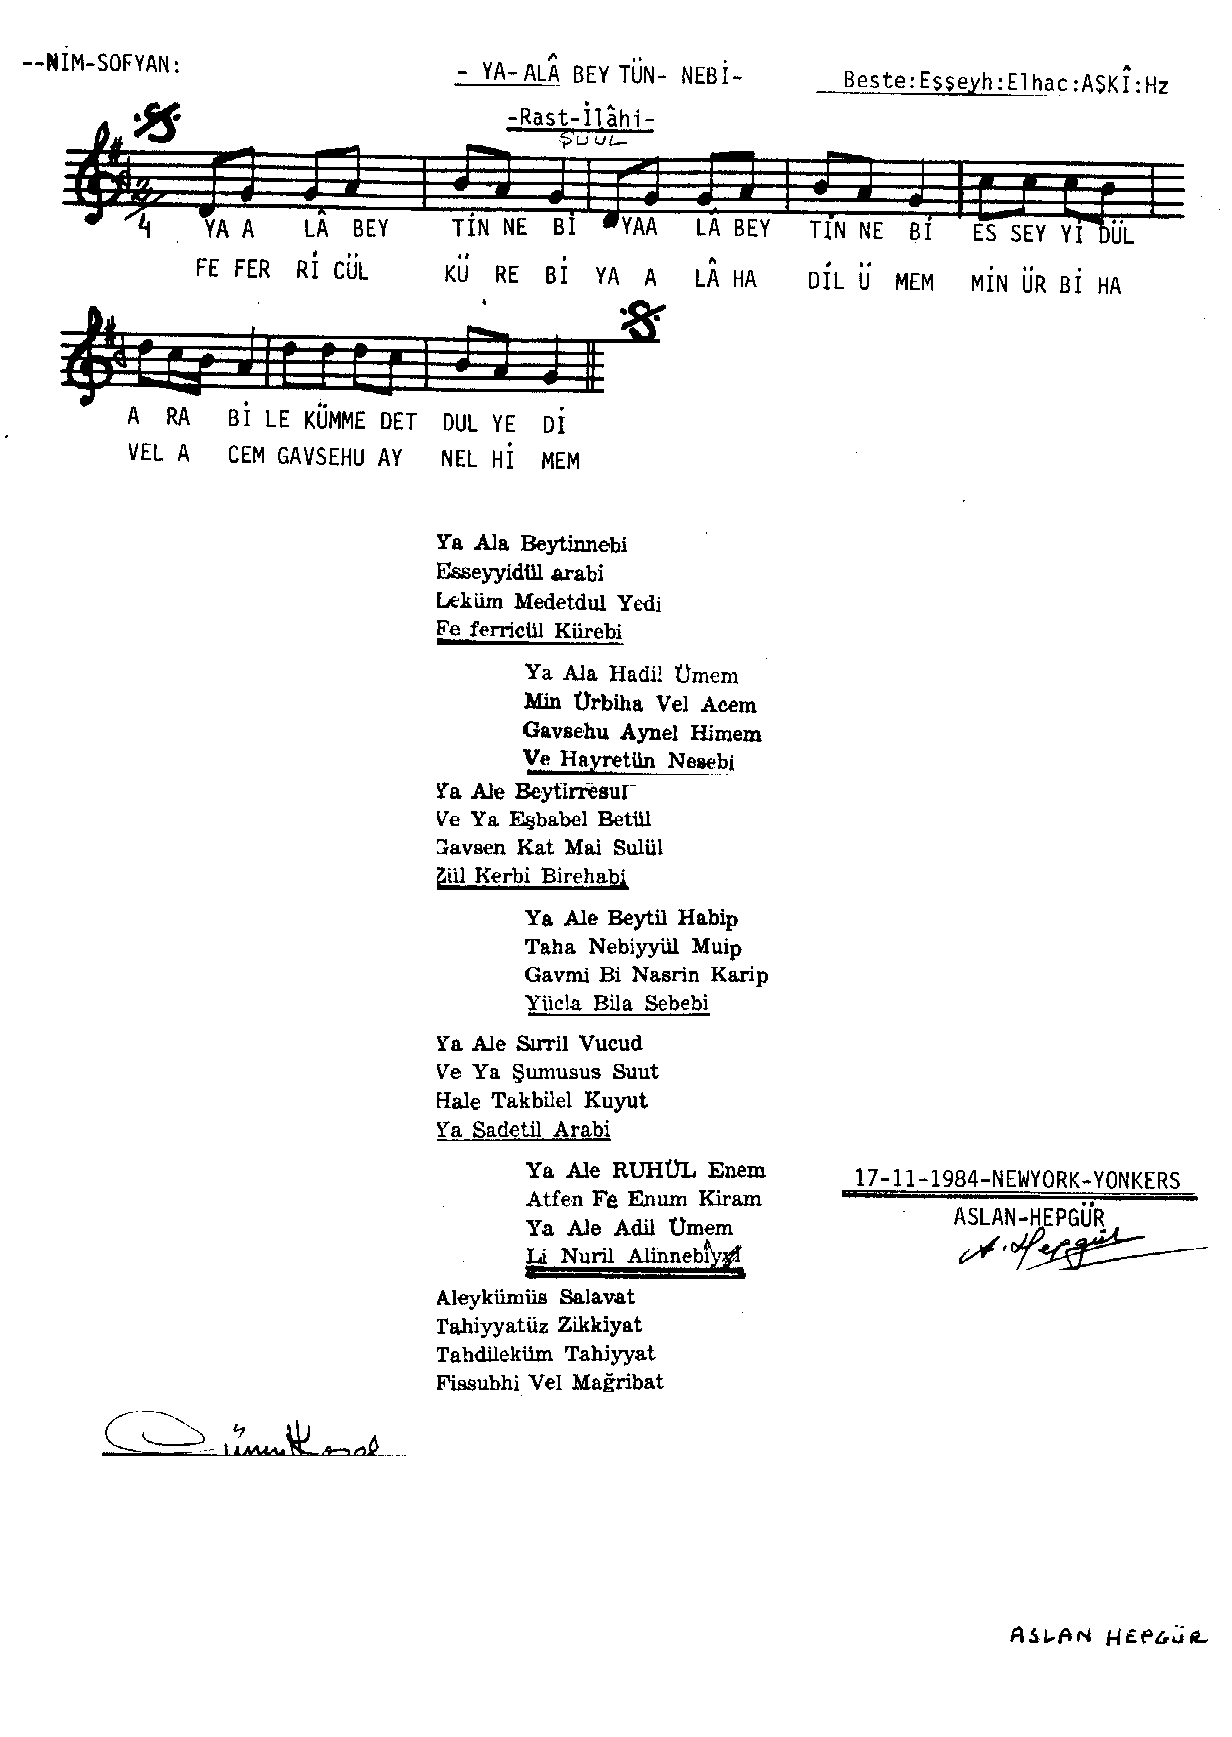 --NİM-SOFYAN:
- YA-ALÂ BEY TÜN- NEBİ-
Beste:Eşşeyh:Elhac:AŞKÎ:Hz
-Rast-İlâhi-
ŞUUL
2
4
YA A LÂ BEY TİN NE Bİ YAA LÂ BEY TİN NE Bİ ES SEY Yİ DÜL
FE FER Rİ CÜL KÜ RE Bİ YA A LÂ HA DİL Ü MEM MİN ÜR Bİ HA
A RA Bİ LE KÜMME DET DUL YE Dİ
VEL A CEM GAVSEHU AY NEL Hİ MEM
Ya Ala Beytinnebi
Esseyyidül arabi
Leküm Medetdul Yedi
Fe ferricül Kürebi
Ya Ala Hadil Ümem
Min Ürbiha Vel Acem
Gavsehu Aynel Himem
Ve Hayretün Nesebi
Ya Ale Beytirresul
Ve Ya Eşbabel Betül
Gavsen Kat Mai Sulül
Zül Kerbi Birehabi
Ya Ale Beytil Habip
Taha Nebiyyül Muip
Gavmi Bi Nasrin Karip
Yücla Bila Sebebi
Ya Ale Sırril Vucud
Ve Ya Şumusus Suut
Hale Takbilel Kuyut
Ya Sadetil Arabi
Ya Ale RUHÜL Enem
Atfen Fe Enum Kiram
Ya Ale Adil Ümem
Li Nuril Alinnebiyyi
17-11-1984-NEWYORK-YONKERS
ASLAN-HEPGÜR
A. Hepgür
Aleykümüs Salavat
Tahiyyatüz Zikkiyat
Tahdileküm Tahiyyat
Fissubhi Vel Mağribat
ASLAN HEPGÜR